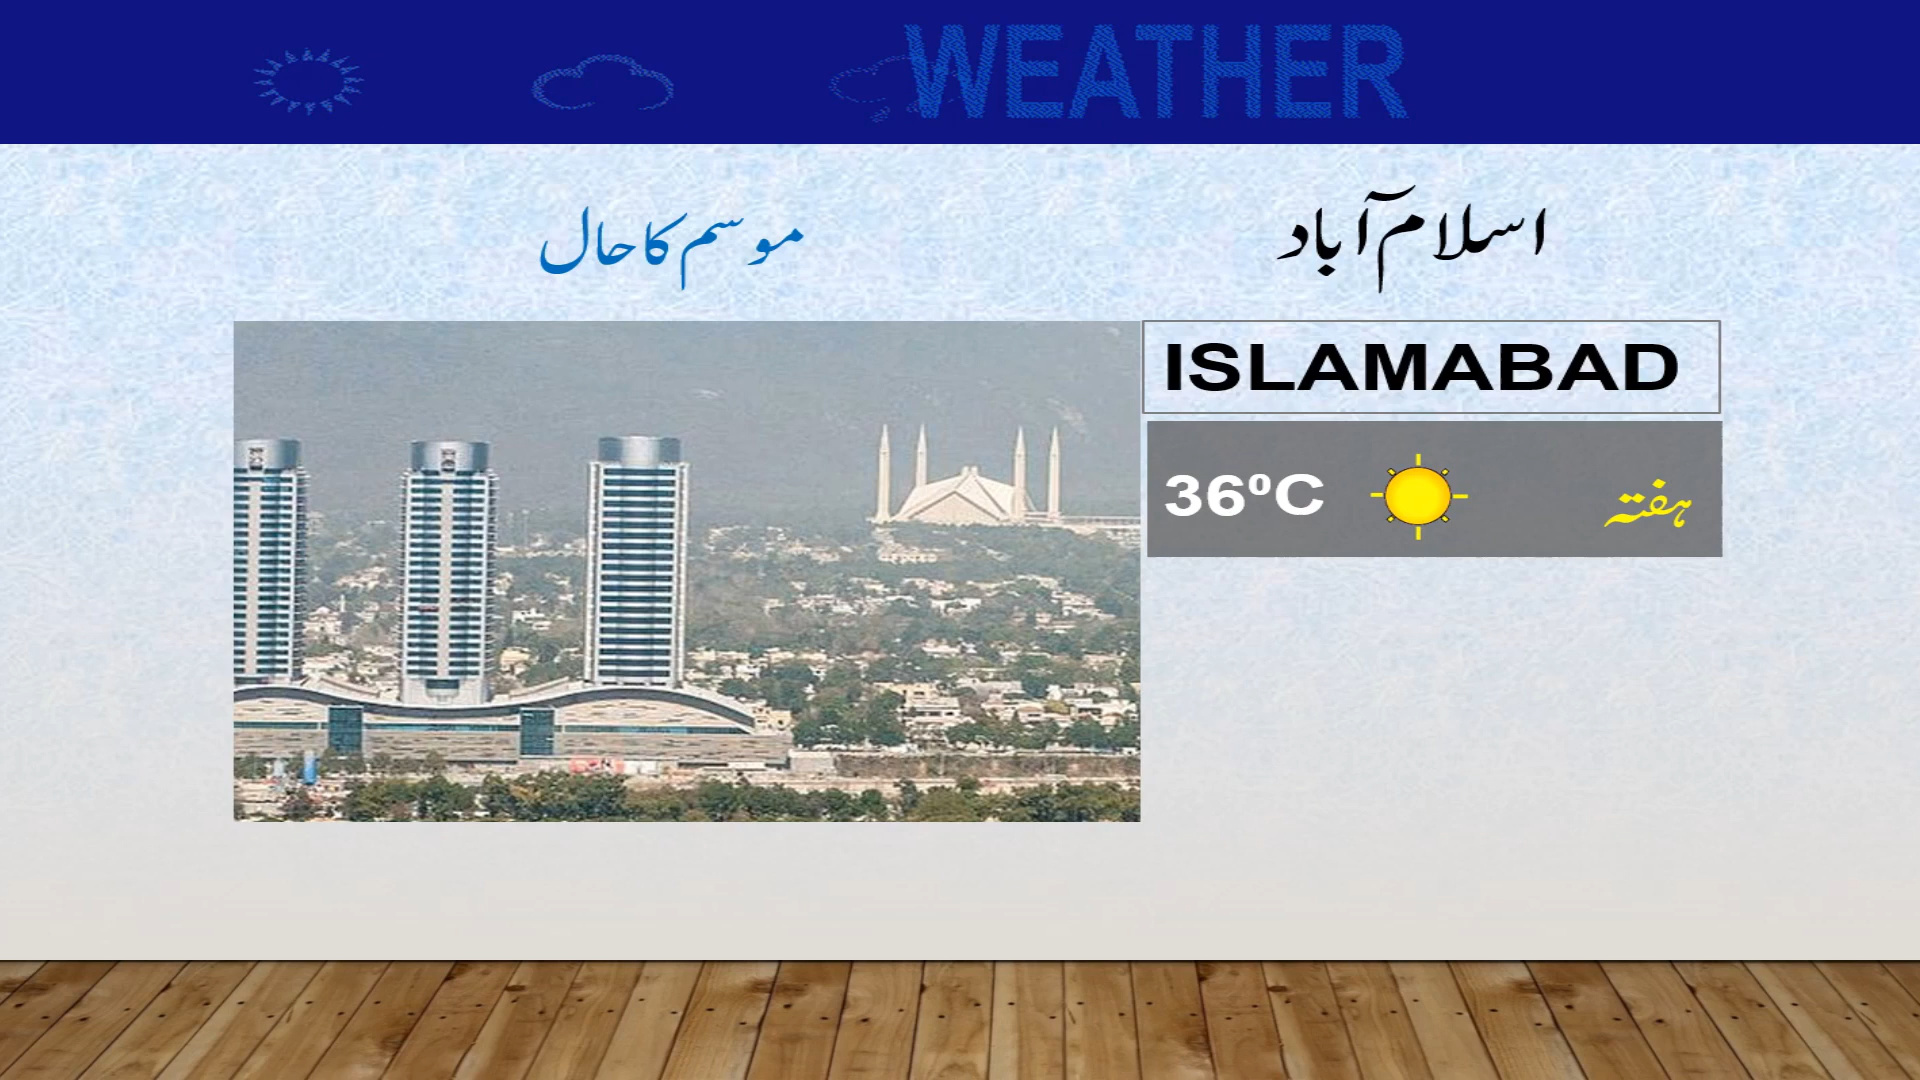 WEATHER
اسلام آباد
موسم کا حال
ISLAMABAD
36ºC
ہفتہ